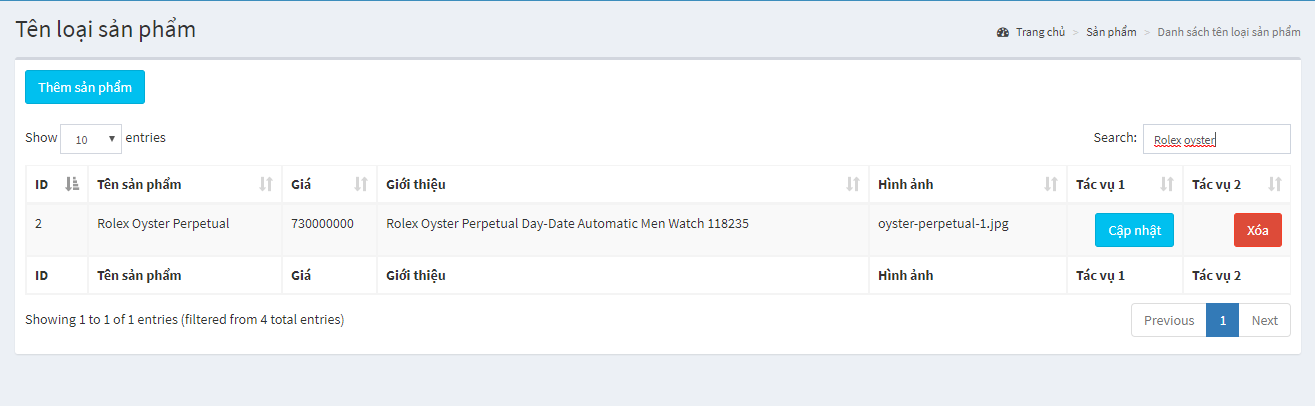 Tên loại sản phẩm
Trang chủ > Sản phẩm > Danh sách tên loại sản phẩm
Thêm sản phẩm
Show 10 entries
Search: Rolex oyster
ID Tên sản phẩm Giá Giới thiệu Hình ảnh Tác vụ 1 Tác vụ 2
2 Rolex Oyster Perpetual 730000000 Rolex Oyster Perpetual Day-Date Automatic Men Watch 118235 oyster-perpetual-1.jpg Cập nhật Xóa
ID Tên sản phẩm Giá Giới thiệu Hình ảnh Tác vụ 1 Tác vụ 2
Showing 1 to 1 of 1 entries (filtered from 4 total entries)
Previous 1 Next